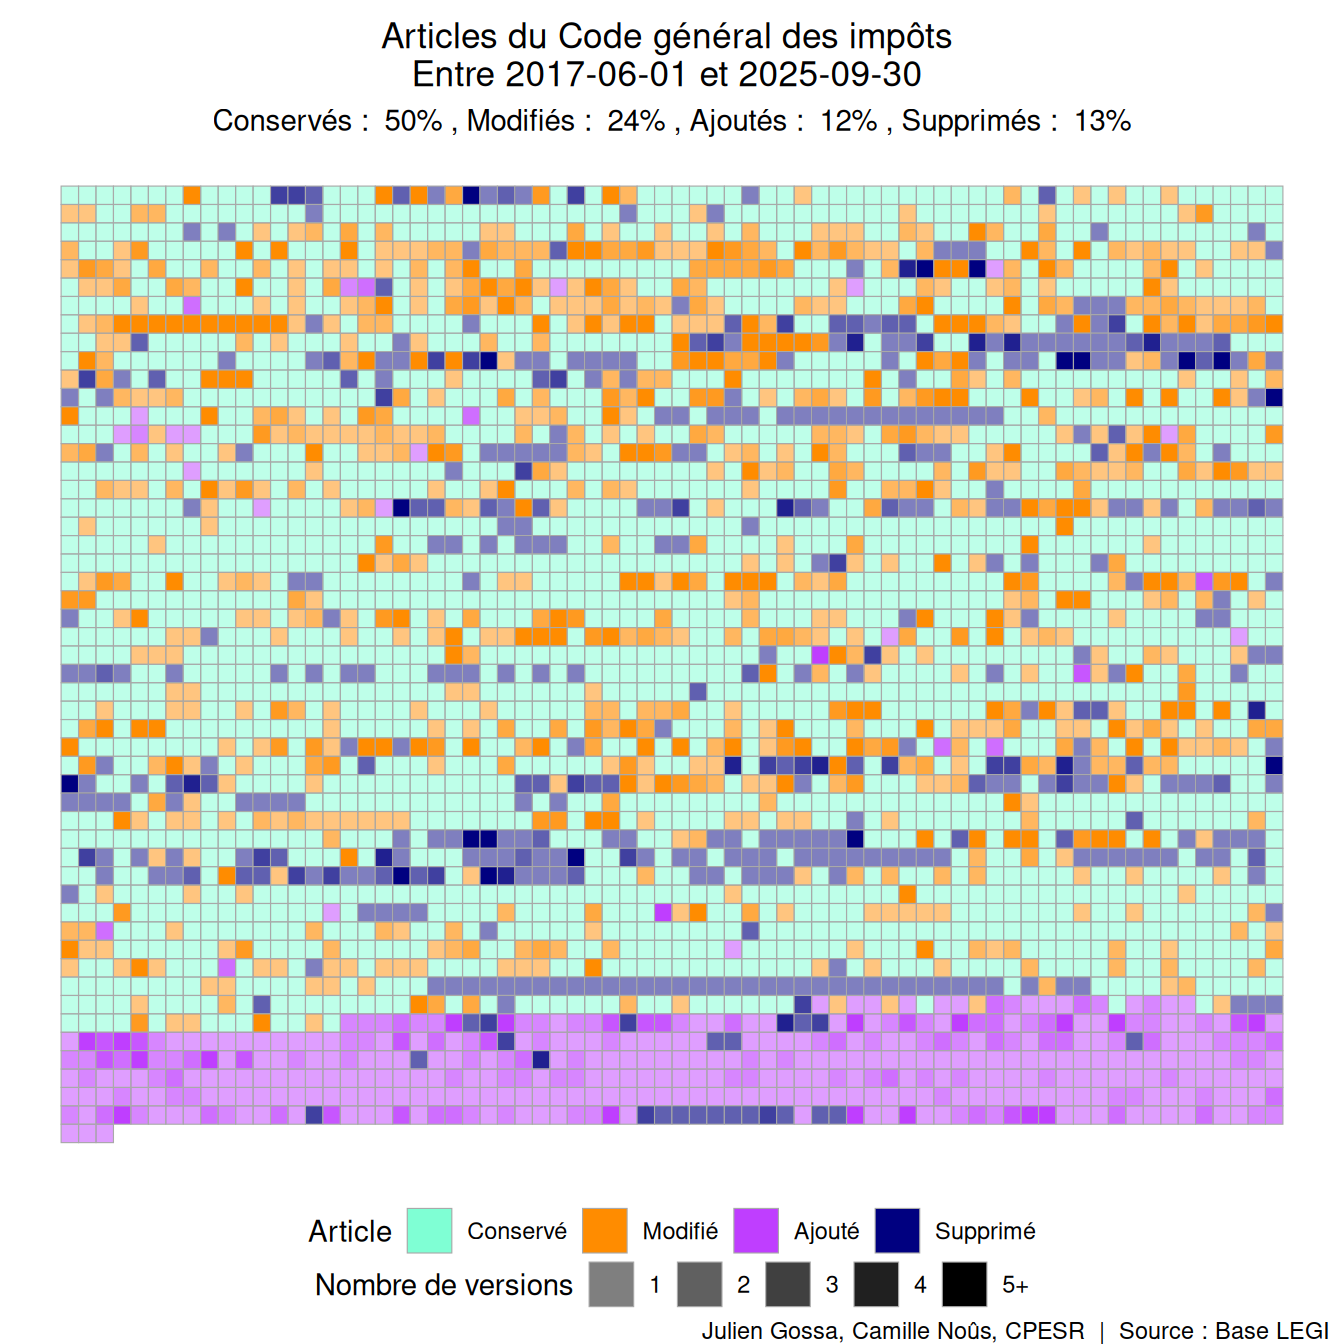 Articles du Code général des impôts
Entre 2017-06-01 et 2025-09-30
Conservés :  50% , Modifiés :  24% , Ajoutés :  12% , Supprimés :  13%
Article Conservé Modifié Ajouté Supprimé
Nombre de versions 1 2 3 4 5+
Julien Gossa, Camille Noûs, CPESR | Source : Base LEGI